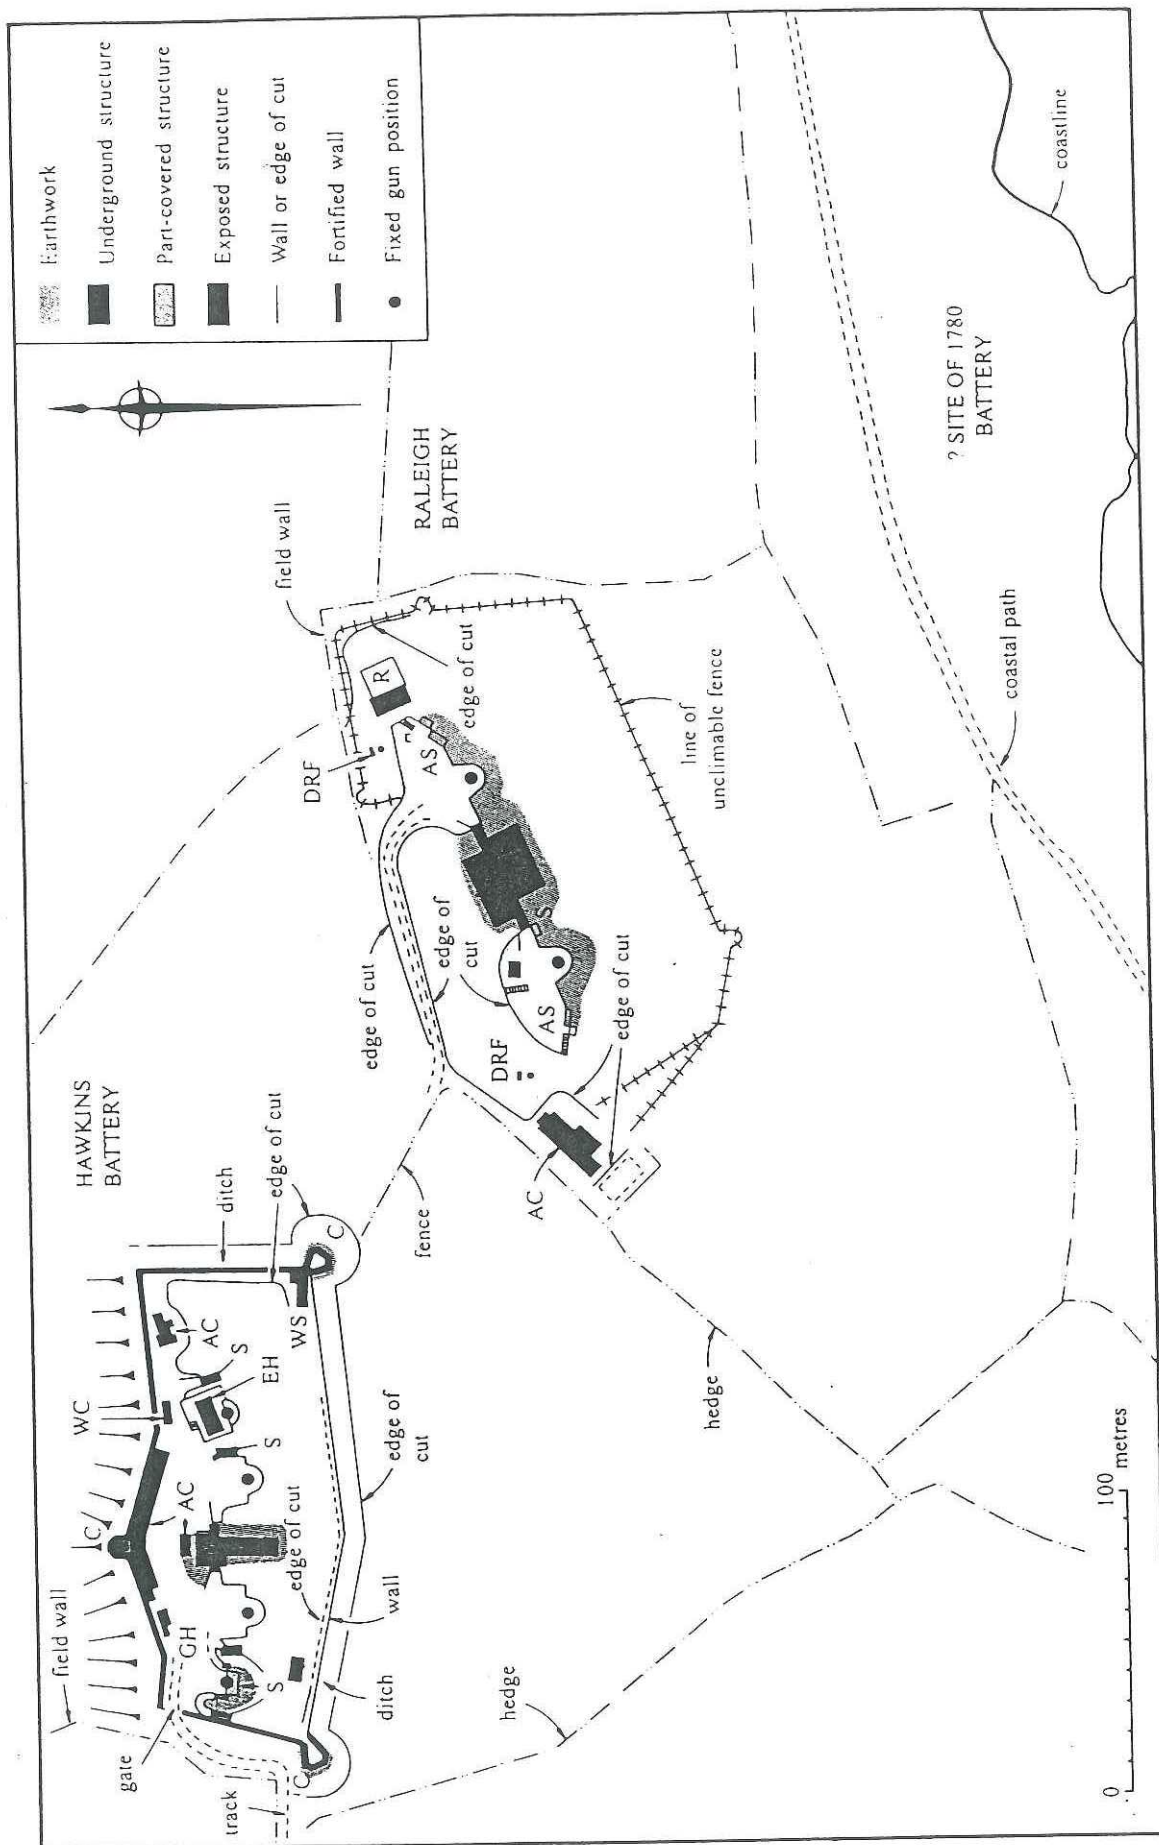 Earthwork
Underground structure
Part-covered structure
Exposed structure
Wall or edge of cut
Fortified wall
Fixed gun position
HAWKINS
BATTERY
field wall
C
WC
AC
AC
ditch
edge of cut
gate
GH
S
S
S
EH
S
WS
C
C
track
edge of cut
wall
ditch
edge of
cut
fence
hedge
hedge
RALEIGH
BATTERY
field wall
DRF
R
edge of cut
AS
edge of cut
edge of
cut
S
AS
DRF
edge of cut
AC
line of
unclimable fence
? SITE OF 1780
BATTERY
coastal path
coastline
0
100
metres